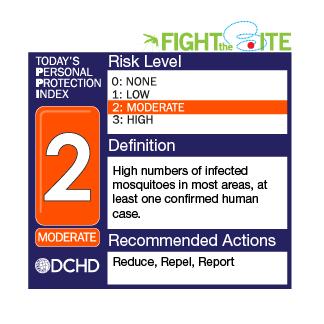 FIGHT the BITE
TODAY'S
PERSONAL
PROTECTION
INDEX
2
MODERATE
DCHD
Risk Level
0: NONE
1: LOW
2: MODERATE
3: HIGH
Definition
High numbers of infected
mosquitoes in most areas, at
least one confirmed human
case.
Recommended Actions
Reduce, Repel, Report